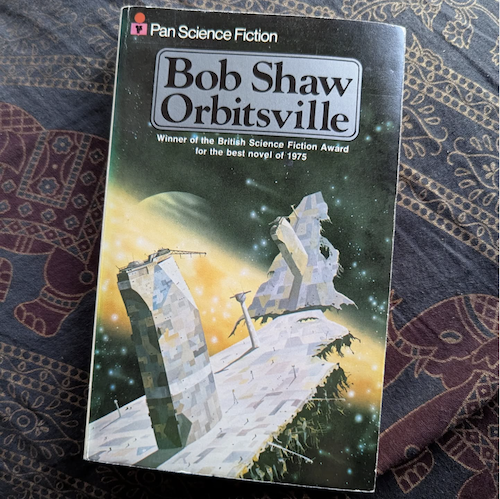 Pan Science Fiction
Bob Shaw
Orbitsville
Winner of the British Science Fiction Award
for the best novel of 1975